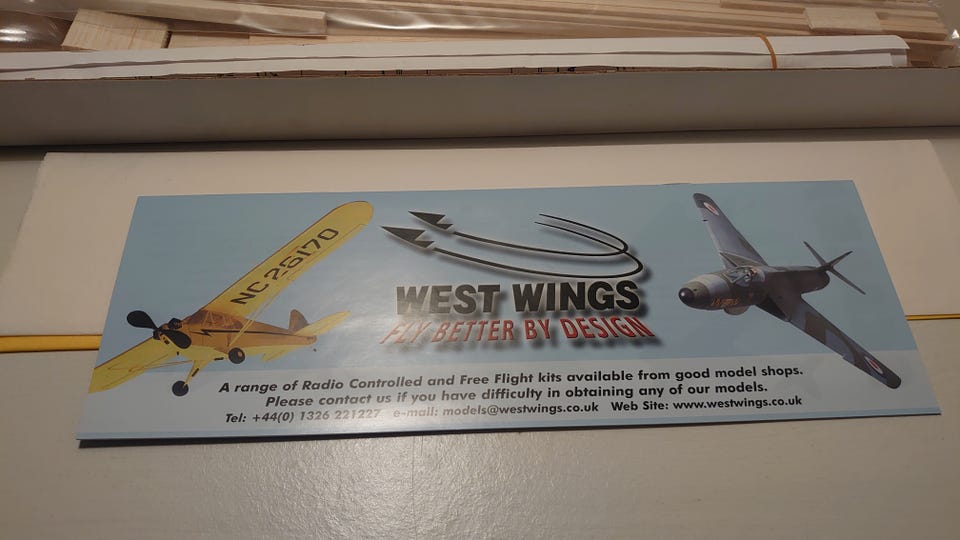 NC26170
WEST WINGS
FLY BETTER BY DESIGN
A range of Radio Controlled and Free Flight kits available from good model shops.
Please contact us if you have difficulty in obtaining any of our models.
Tel: +44(0) 1326 221227 e-mail: models@westwings.co.uk Web Site: www.westwings.co.uk